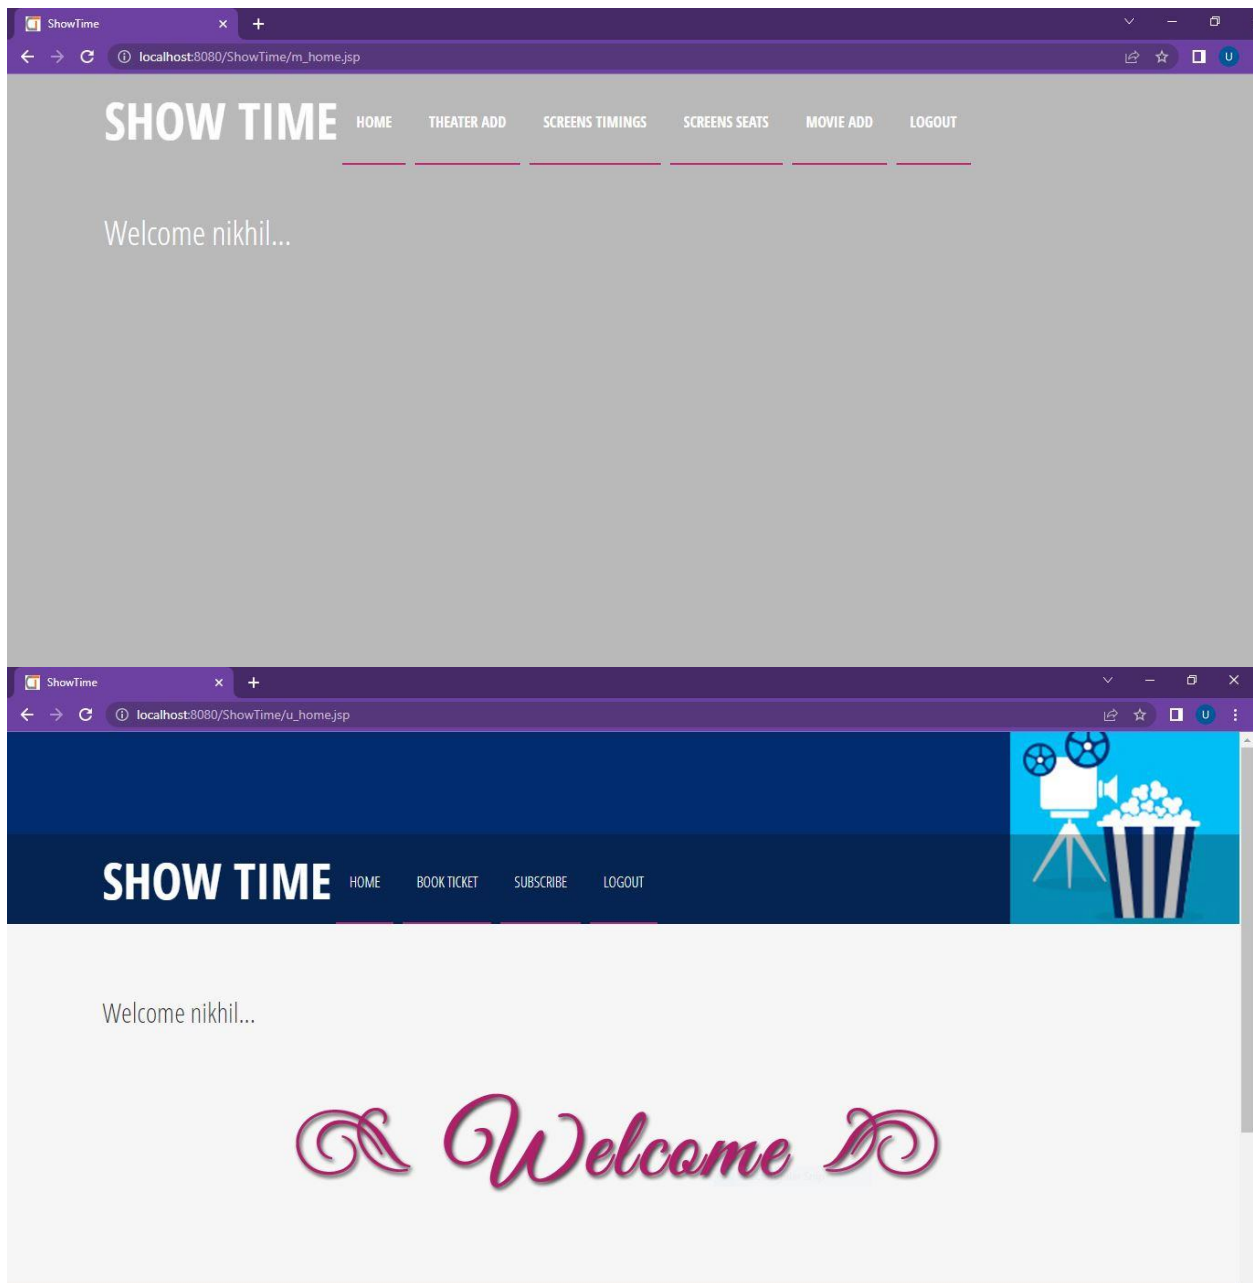 ShowTime
localhost:8080/ShowTime/m_home.jsp
U
SHOW TIME HOME THEATER ADD SCREENS TIMINGS SCREENS SEATS MOVIE ADD LOGOUT
Welcome nikhil...
ShowTime
localhost:8080/ShowTime/u_home.jsp
U
SHOW TIME HOME BOOK TICKET SUBSCRIBE LOGOUT
Welcome nikhil...
Welcome